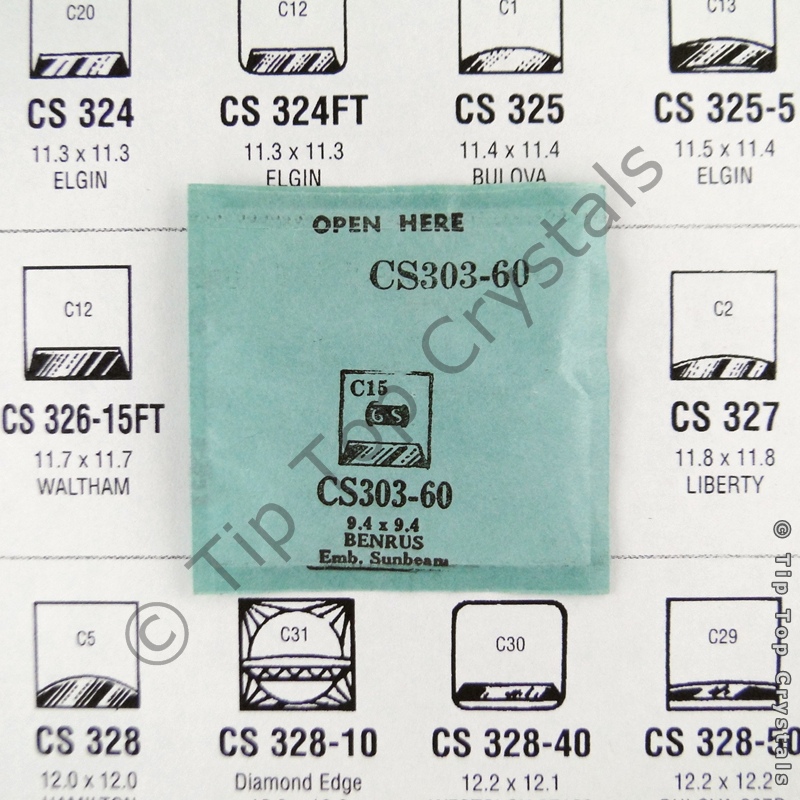 C20 C12 C1 C13
CS 324 CS 324FT CS 325 CS 325-5
11.3 x 11.3 11.3 x 11.3 11.4 x 11.4 11.5 x 11.4
ELGIN ELGIN BULOVA ELGIN
OPEN HERE
CS303-60
C12 C2
C15
GS
CS 326-15FT CS 327
11.7 x 11.7 11.8 x 11.8
WALTHAM LIBERTY
CS303-60
9.4 x 9.4
BENRUS
Emb. Sunbeam
C5 C31 C30 C29
CS 328 CS 328-10 CS 328-40 CS 328-50
12.0 x 12.0 Diamond Edge 12.2 x 12.1 12.2 x 12.2
HAMILTON
© Tip Top Crystals
© Tip Top Crystals